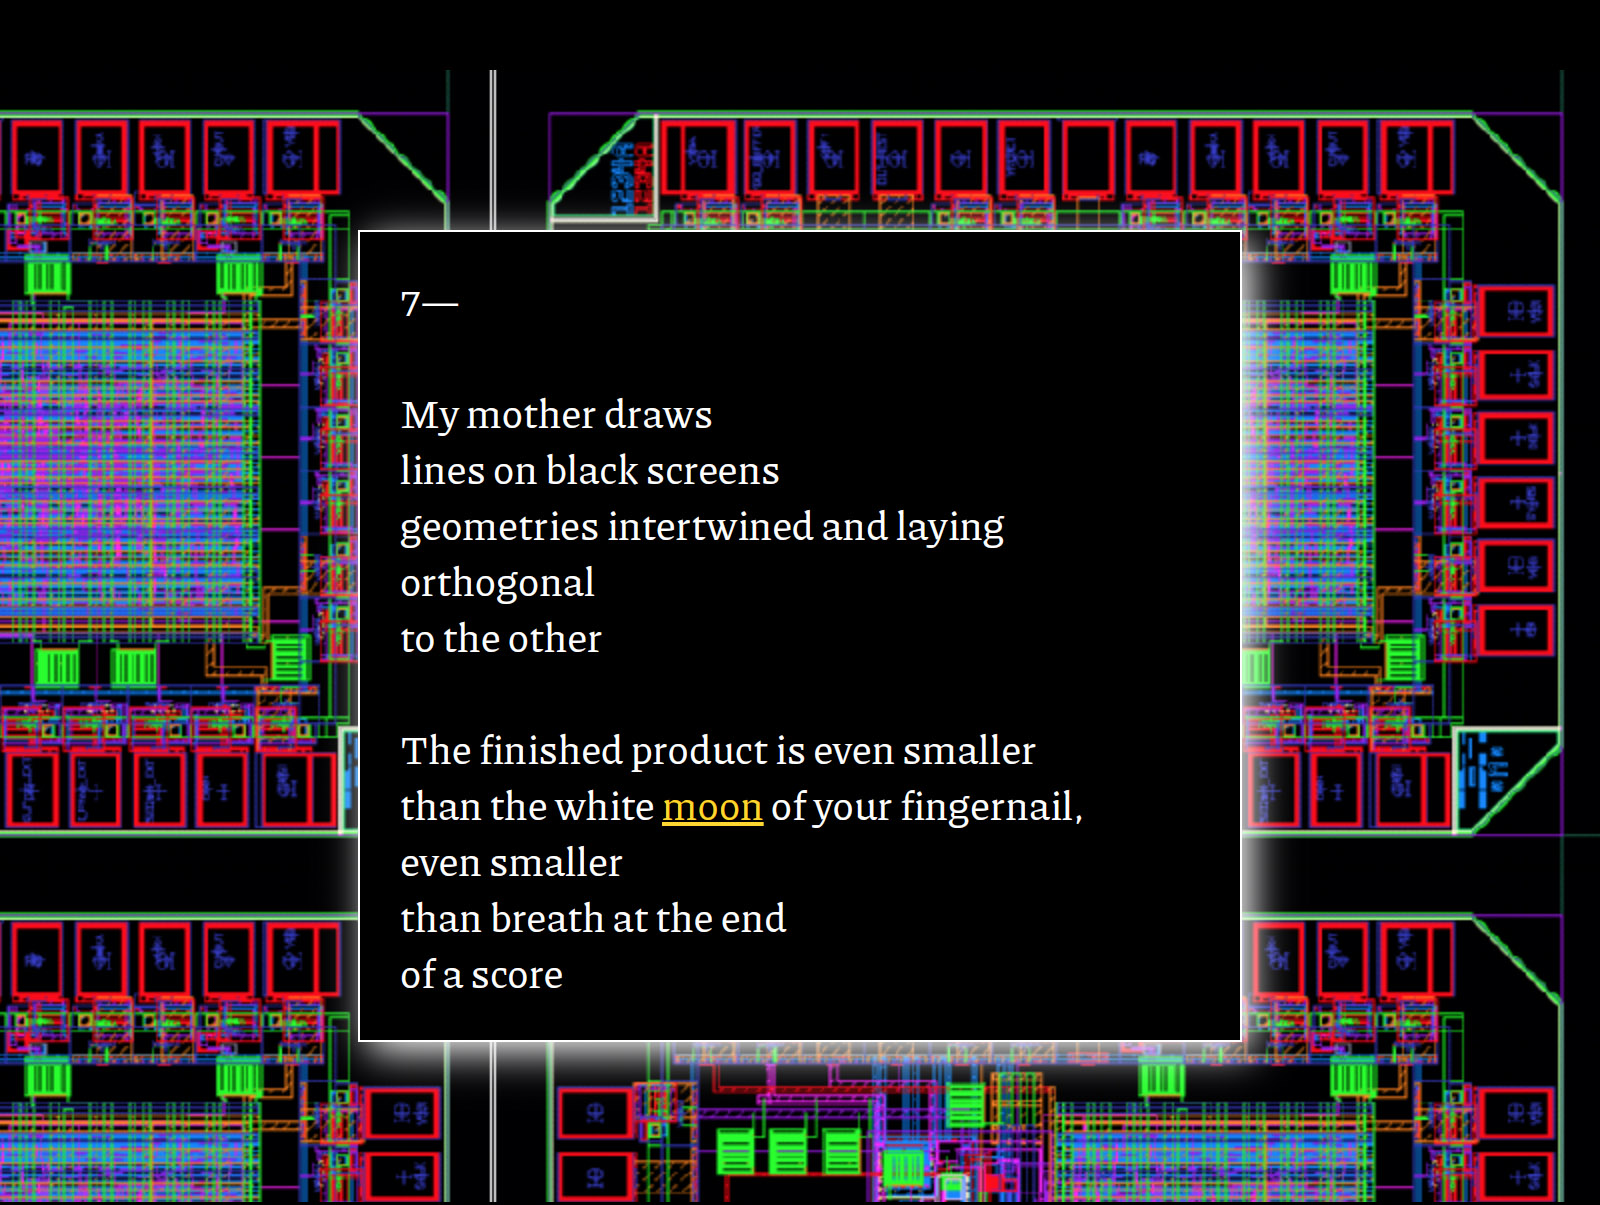 7—
My mother draws
lines on black screens
geometries intertwined and laying
orthogonal
to the other
The finished product is even smaller
than the white moon of your fingernail,
even smaller
than breath at the end
of a score